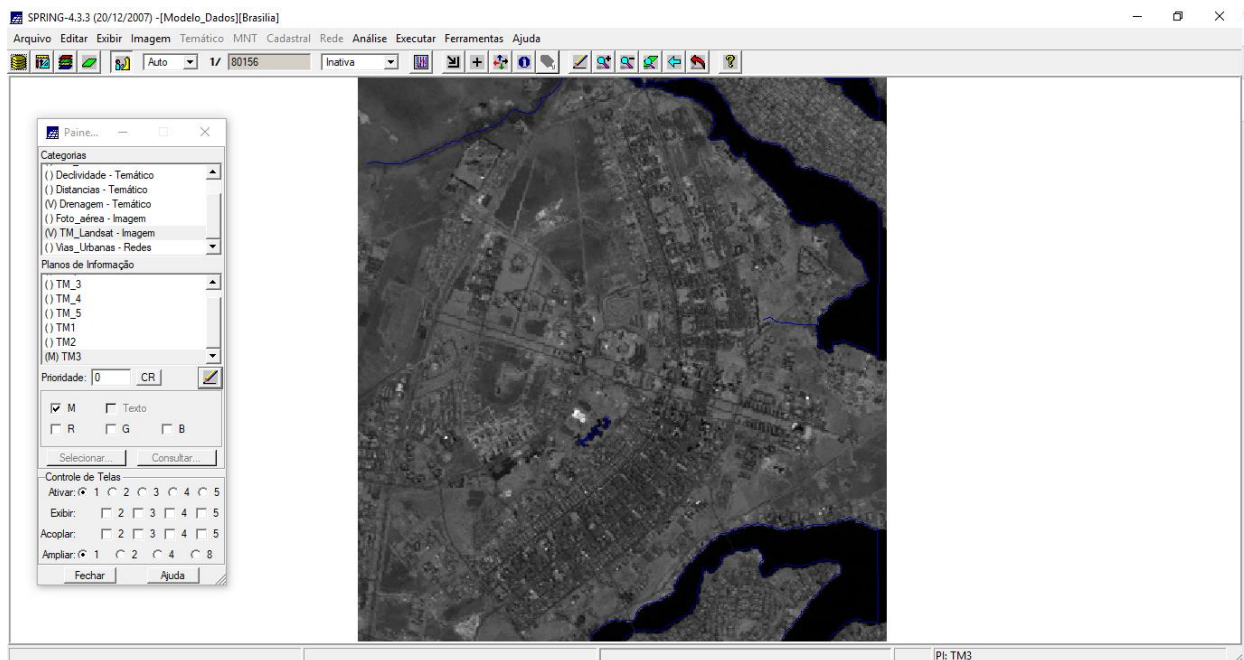 SPRING-4.3.3 (20/12/2007) -[Modelo_Dados][Brasilia]
Arquivo Editar Exibir Imagem Temático MNT Cadastral Rede Análise Executar Ferramentas Ajuda
Auto 1/ 80156 Inativa
Paine...
Categorias
( ) Declividade - Temático
( ) Distancias - Temático
(V) Drenagem - Temático
( ) Foto_aérea - Imagem
(V) TM_Landsat - Imagem
( ) Vias_Urbanas - Redes
Planos de Informação
( ) TM_3
( ) TM_4
( ) TM_5
( ) TM1
( ) TM2
(M) TM3
Prioridade: 0 CR
M Texto
R G B
Selecionar... Consultar...
Controle de Telas
Ativar: 1 2 3 4 5
Exibir: 2 3 4 5
Acoplar: 2 3 4 5
Ampliar: 1 2 4 8
Fechar Ajuda
PI: TM3